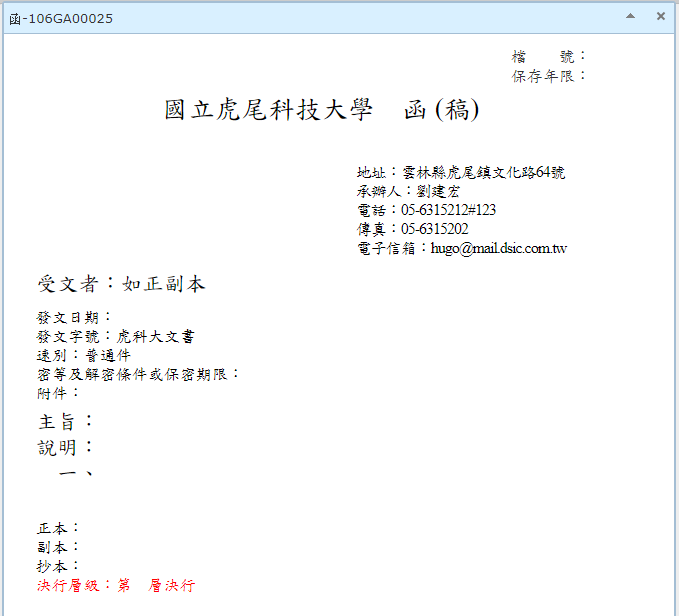 函-106GA00025
檔　　號：
保存年限：
國立虎尾科技大學　函 (稿)
地址：雲林縣虎尾鎮文化路64號
承辦人：劉建宏
電話：05-6315212#123
傳真：05-6315202
電子信箱：hugo@mail.dsic.com.tw
受文者：如正副本
發文日期：
發文字號：虎科大文書
速別：普通件
密等及解密條件或保密期限：
附件：
主旨：
說明：
一、
正本：
副本：
抄本：
決行層級：第　層決行